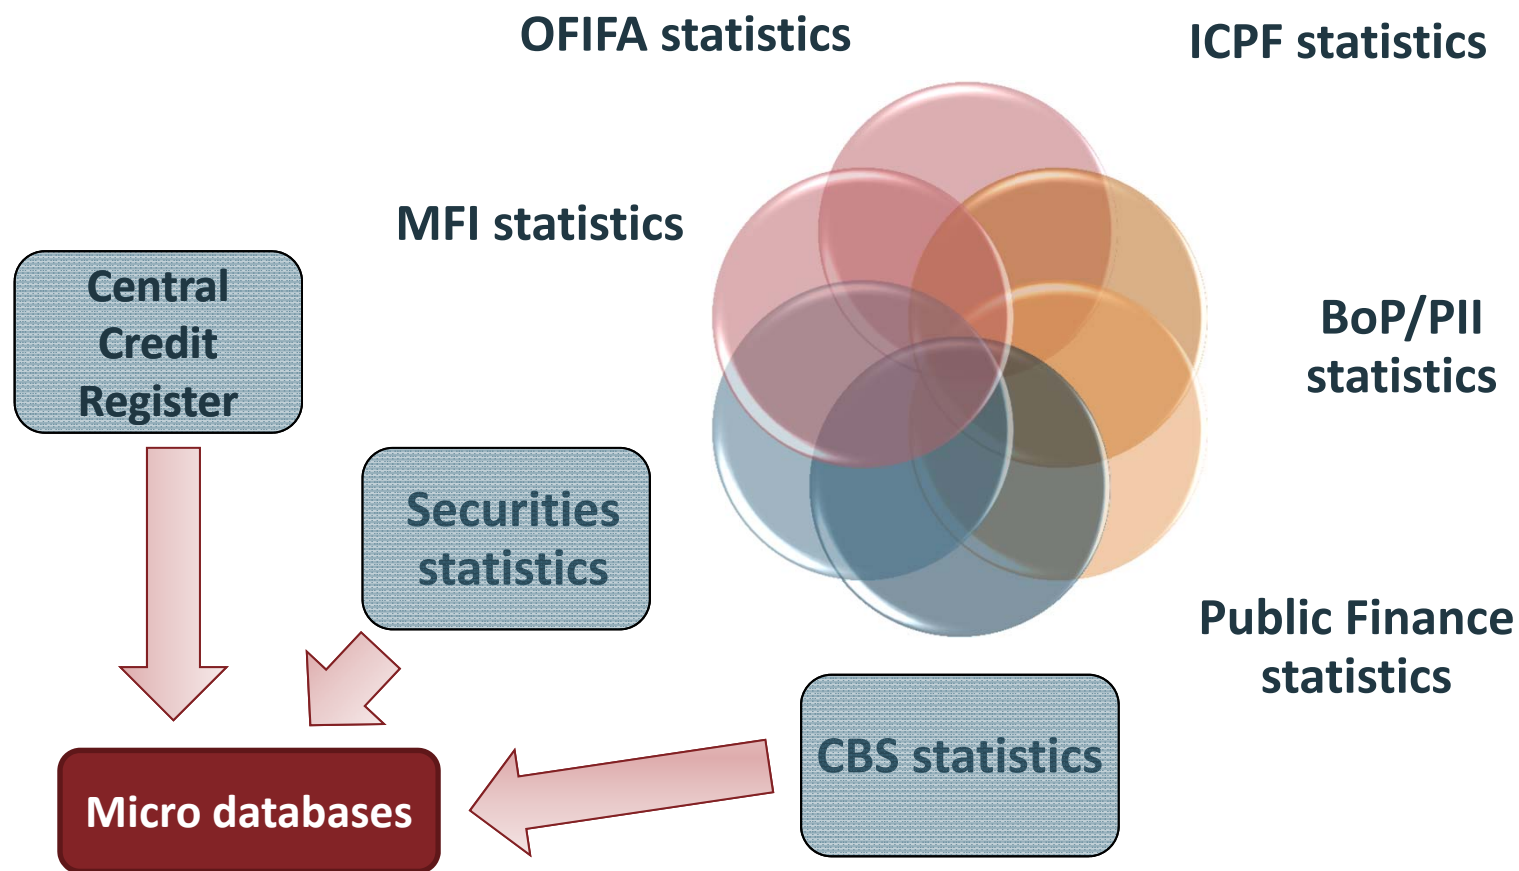 OFIFA statistics
ICPF statistics
MFI statistics
Central
Credit
Register
BoP/PII
statistics
Securities
statistics
Public Finance
statistics
CBS statistics
Micro databases